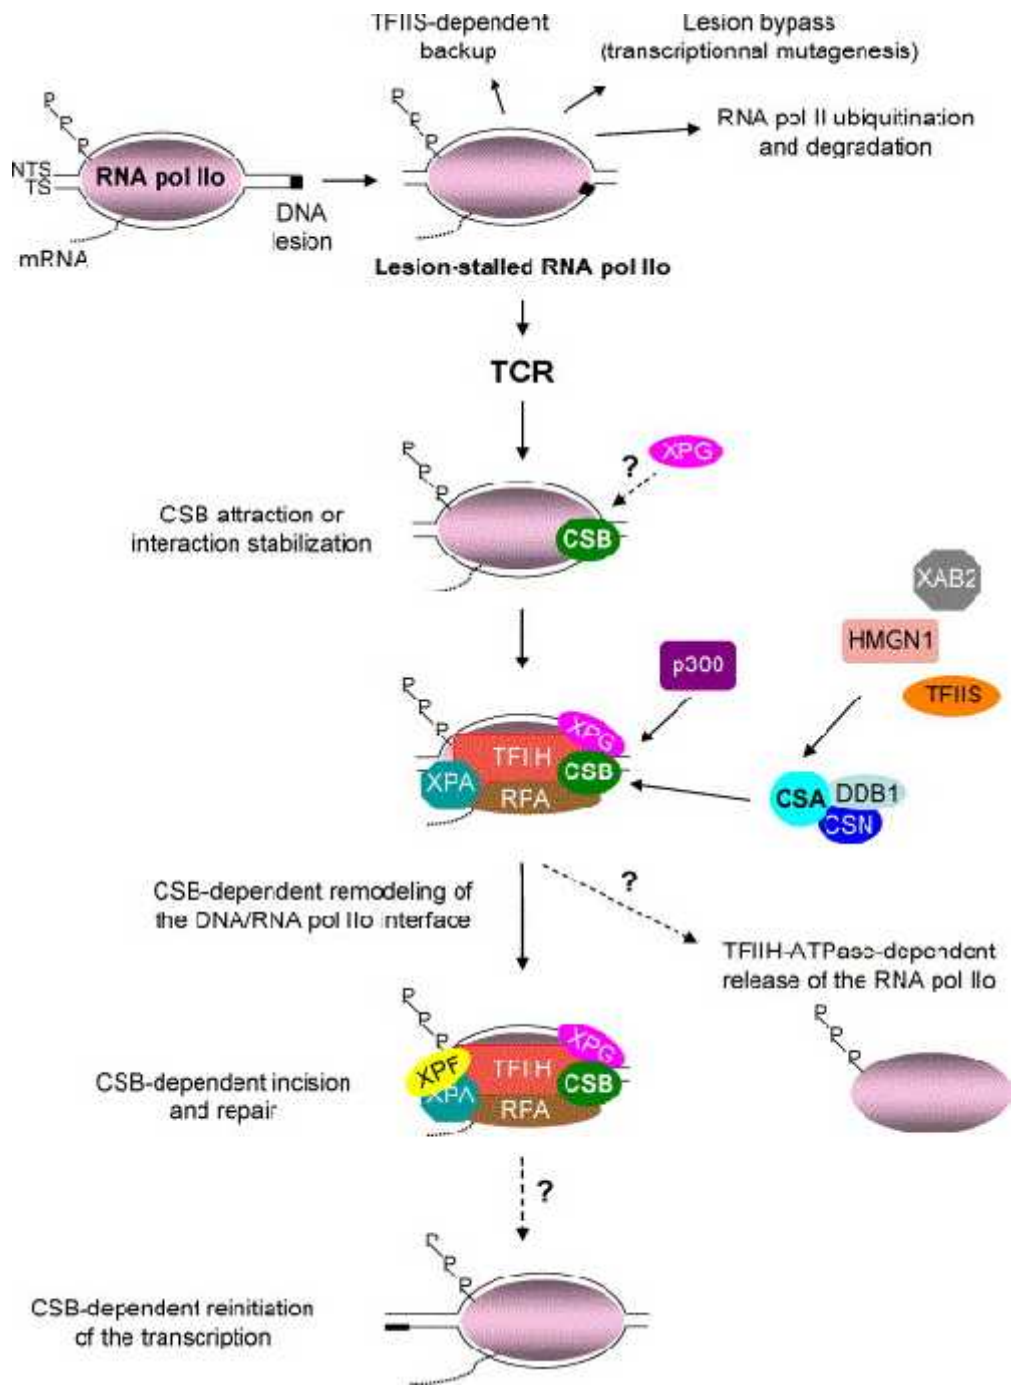 TFIIS-dependent
backup
Lesion bypass
(transcriptionnal mutagenesis)
RNA pol II ubiquitination
and degradation
P
P
P
NTS
TS
RNA pol IIo
DNA
lesion
mRNA
P
P
P
Lesion-stalled RNA pol IIo
TCR
P
P
P
XPG
?
CSB attraction or
interaction stabilization
CSB
XAB2
HMGN1
TFIIS
p300
P
P
P
XPG
TFIIH
CSB
XPA
RFA
CSA
DDB1
CSN
CSB-dependent remodeling of
the DNA/RNA pol IIo interface
?
TFIIH-ATPase-dependent
release of the RNA pol IIo
P
P
P
P
P
P
XPG
XPF
TFIIH
CSB
XPA
RFA
CSB-dependent incision
and repair
?
P
P
P
CSB-dependent reinitiation
of the transcription